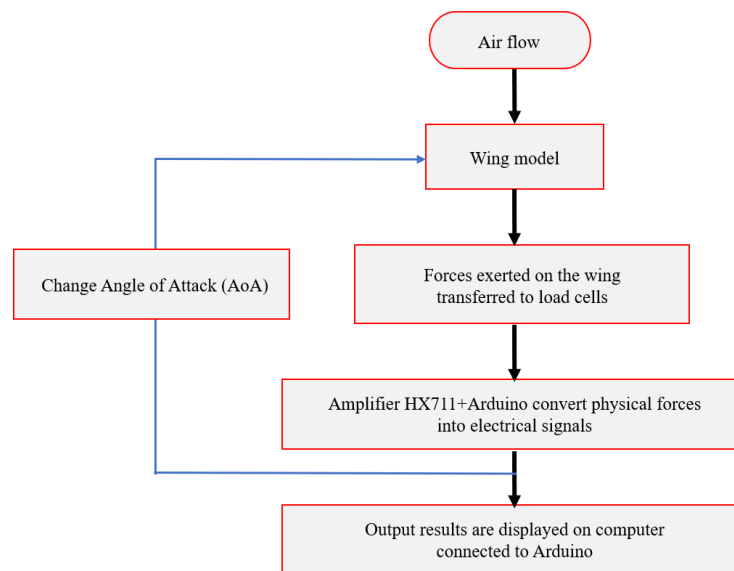 Air flow
Wing model
Change Angle of Attack (AoA)
Forces exerted on the wing
transferred to load cells
Amplifier HX711+Arduino convert physical forces
into electrical signals
Output results are displayed on computer
connected to Arduino